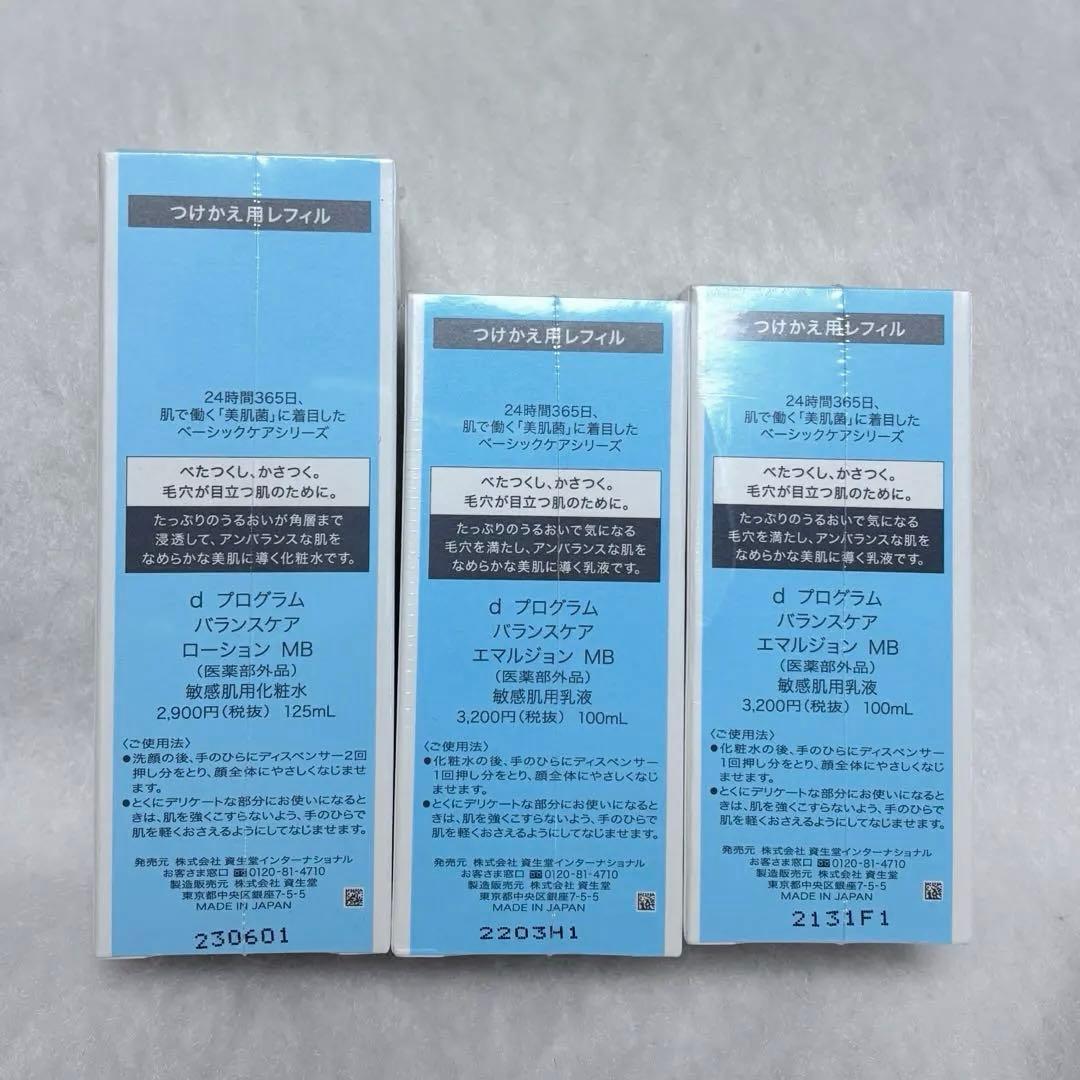 つけかえ用レフィル
24時間365日、
肌で働く「美肌菌」に着目した
ベーシックケアシリーズ
べたつくし、かさつく。
毛穴が目立つ肌のために。
たっぷりのうるおいが角層まで
浸透して、アンバランスな肌を
なめらかな美肌に導く化粧水です。
d プログラム
バランスケア
ローション MB
(医薬部外品)
敏感肌用化粧水
2,900円(税抜) 125mL
〈ご使用法〉
●洗顔の後、手のひらにディスペンサー2回
押し分をとり、顔全体にやさしくなじませ
ます。
●とくにデリケートな部分にお使いになると
きは、肌を強くこすらないよう、手のひらで
肌を軽くおさえるようにしてなじませます。
発売元 株式会社 資生堂インターナショナル
お客さま窓口 0120-81-4710
製造販売元 株式会社 資生堂
東京都中央区銀座7-5-5
MADE IN JAPAN
230601
つけかえ用レフィル
24時間365日、
肌で働く「美肌菌」に着目した
ベーシックケアシリーズ
べたつくし、かさつく。
毛穴が目立つ肌のために。
たっぷりのうるおいで気になる
毛穴を満たし、アンバランスな肌を
なめらかな美肌に導く乳液です。
d プログラム
バランスケア
エマルジョン MB
(医薬部外品)
敏感肌用乳液
3,200円(税抜) 100mL
〈ご使用法〉
●化粧水の後、手のひらにディスペンサー
1回押し分をとり、顔全体にやさしくなじ
ませます。
●とくにデリケートな部分にお使いになると
きは、肌を強くこすらないよう、手のひらで
肌を軽くおさえるようにしてなじませます。
発売元 株式会社 資生堂インターナショナル
お客さま窓口 0120-81-4710
製造販売元 株式会社 資生堂
東京都中央区銀座7-5-5
MADE IN JAPAN
2203H1
つけかえ用レフィル
24時間365日、
肌で働く「美肌菌」に着目した
ベーシックケアシリーズ
べたつくし、かさつく。
毛穴が目立つ肌のために。
たっぷりのうるおいで気になる
毛穴を満たし、アンバランスな肌を
なめらかな美肌に導く乳液です。
d プログラム
バランスケア
エマルジョン MB
(医薬部外品)
敏感肌用乳液
3,200円(税抜) 100mL
〈ご使用法〉
●化粧水の後、手のひらにディスペンサー
1回押し分をとり、顔全体にやさしくなじ
ませます。
●とくにデリケートな部分にお使いになると
きは、肌を強くこすらないよう、手のひらで
肌を軽くおさえるようにしてなじませます。
発売元 株式会社 資生堂インターナショナル
お客さま窓口 0120-81-4710
製造販売元 株式会社 資生堂
東京都中央区銀座7-5-5
MADE IN JAPAN
2131F1